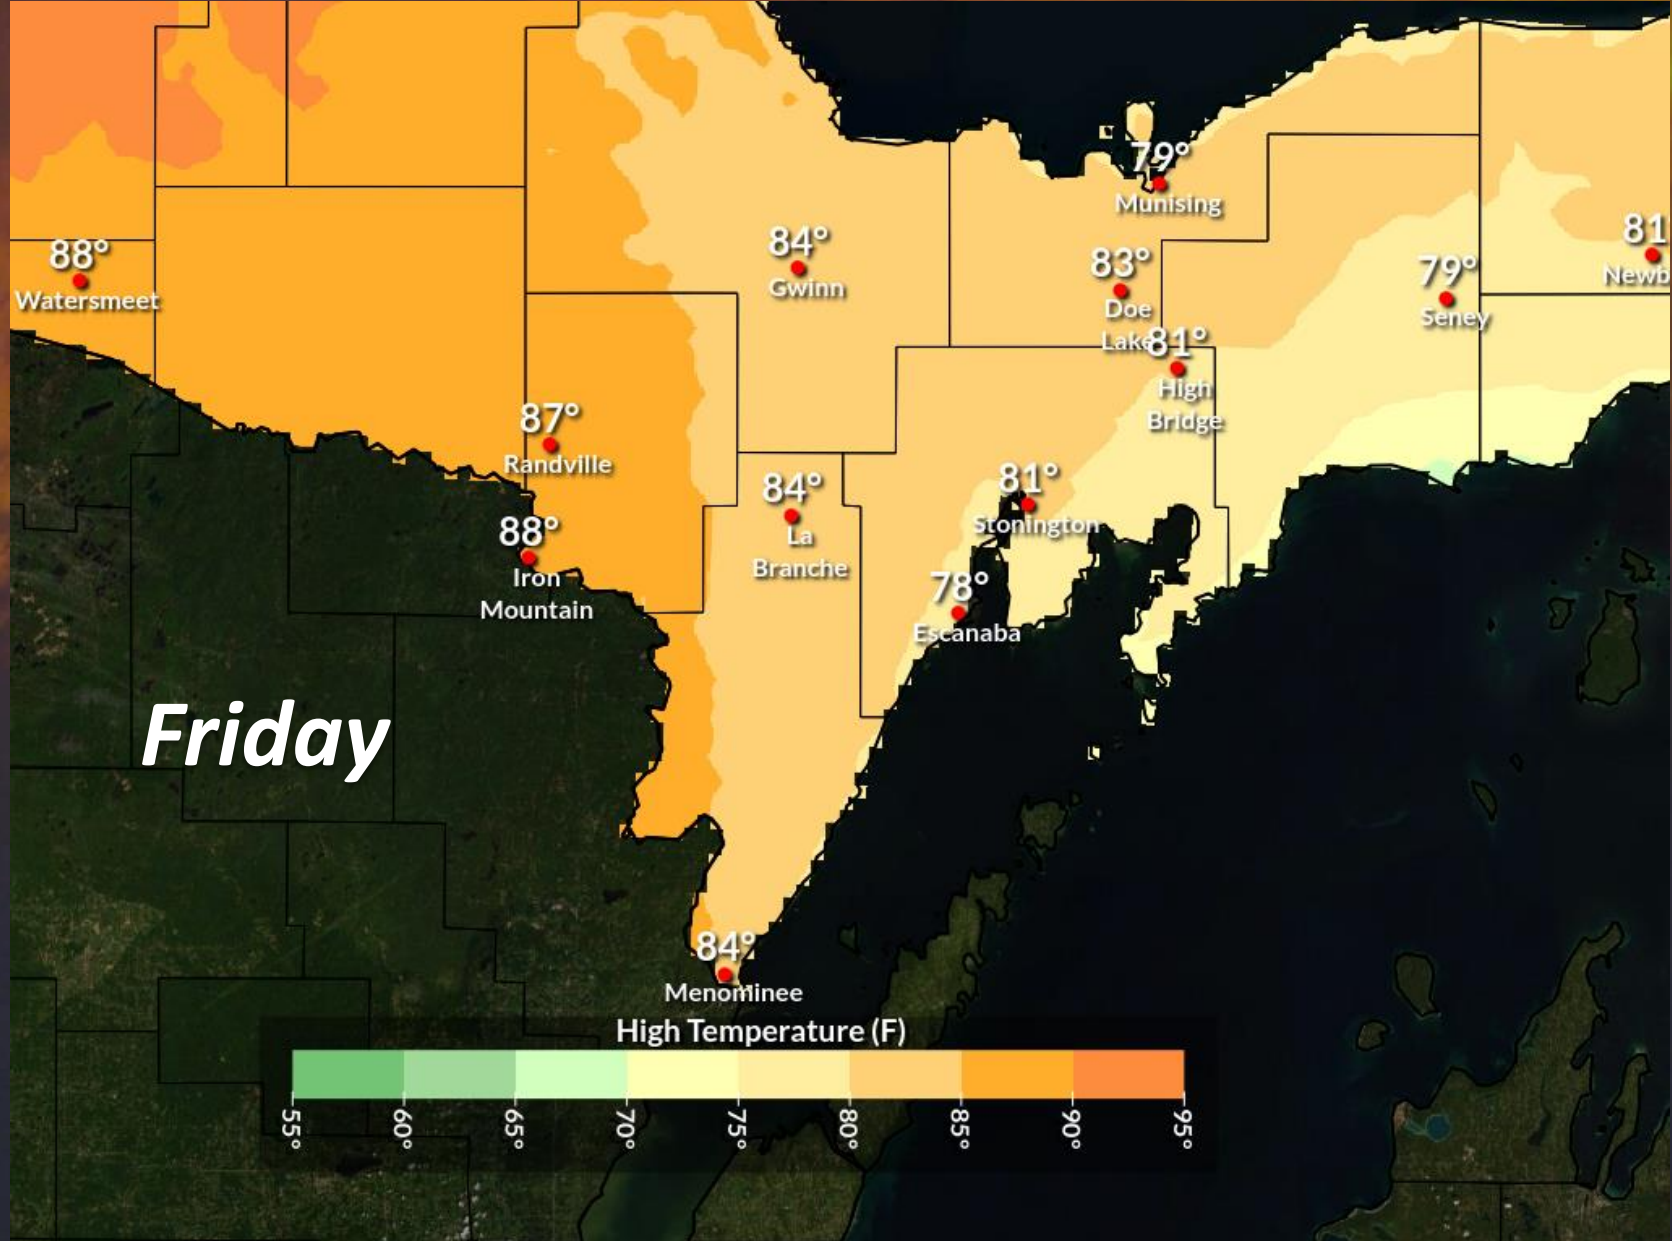 79°
Munising
81
Newb
84°
Gwinn
88°
Watersmeet
83°
Doe
Lake
79°
Seney
81°
High
Bridge
87°
Randville
84°
La
Branche
81°
Stonington
88°
Iron
Mountain
78°
Escanaba
Friday
84°
Menominee
High Temperature (F)
55° 60° 65° 70° 75° 80° 85° 90° 95°